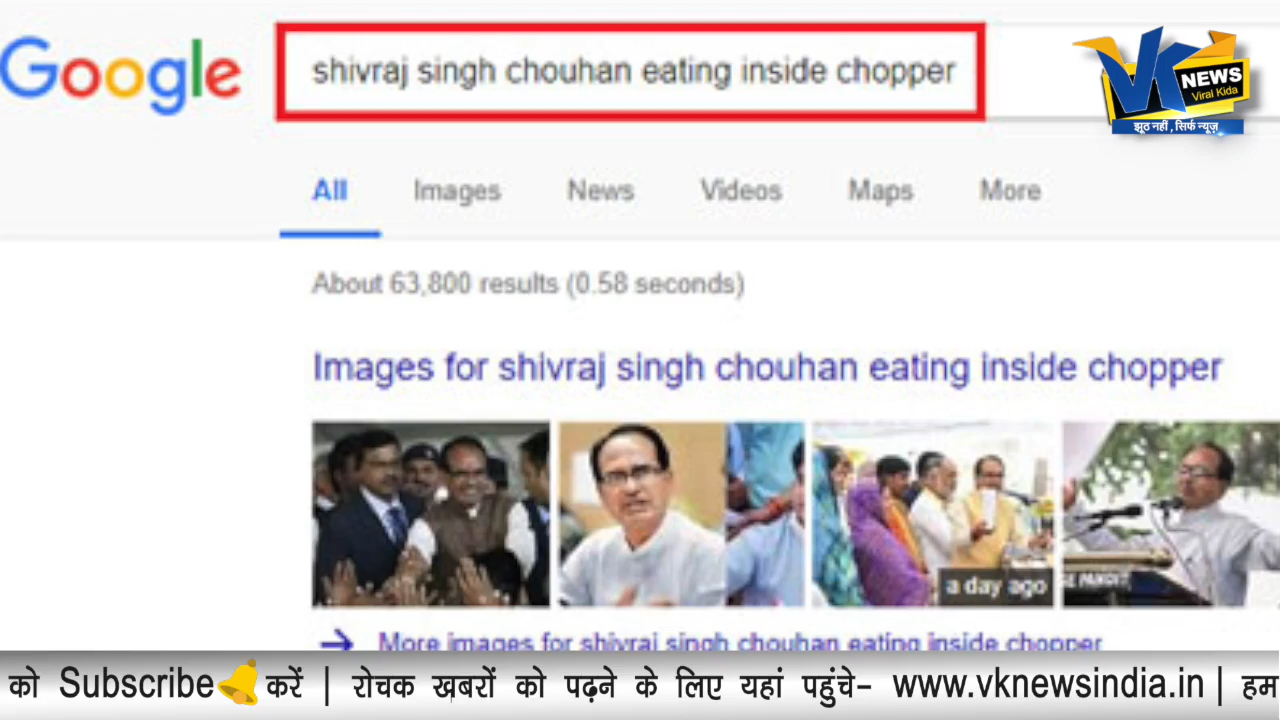 Google
shivraj singh chouhan eating inside chopper
VK NEWS
Viral Kida
झूठ नहीं, सिर्फ न्यूज़
All Images News Videos Maps More
About 63,800 results (0.58 seconds)
Images for shivraj singh chouhan eating inside chopper
a day ago
More images for shivraj singh chouhan eating inside chopper
को Subscribe करें | रोचक ख़बरों को पढ़ने के लिए यहां पहुंचे- www.vknewsindia.in | हम